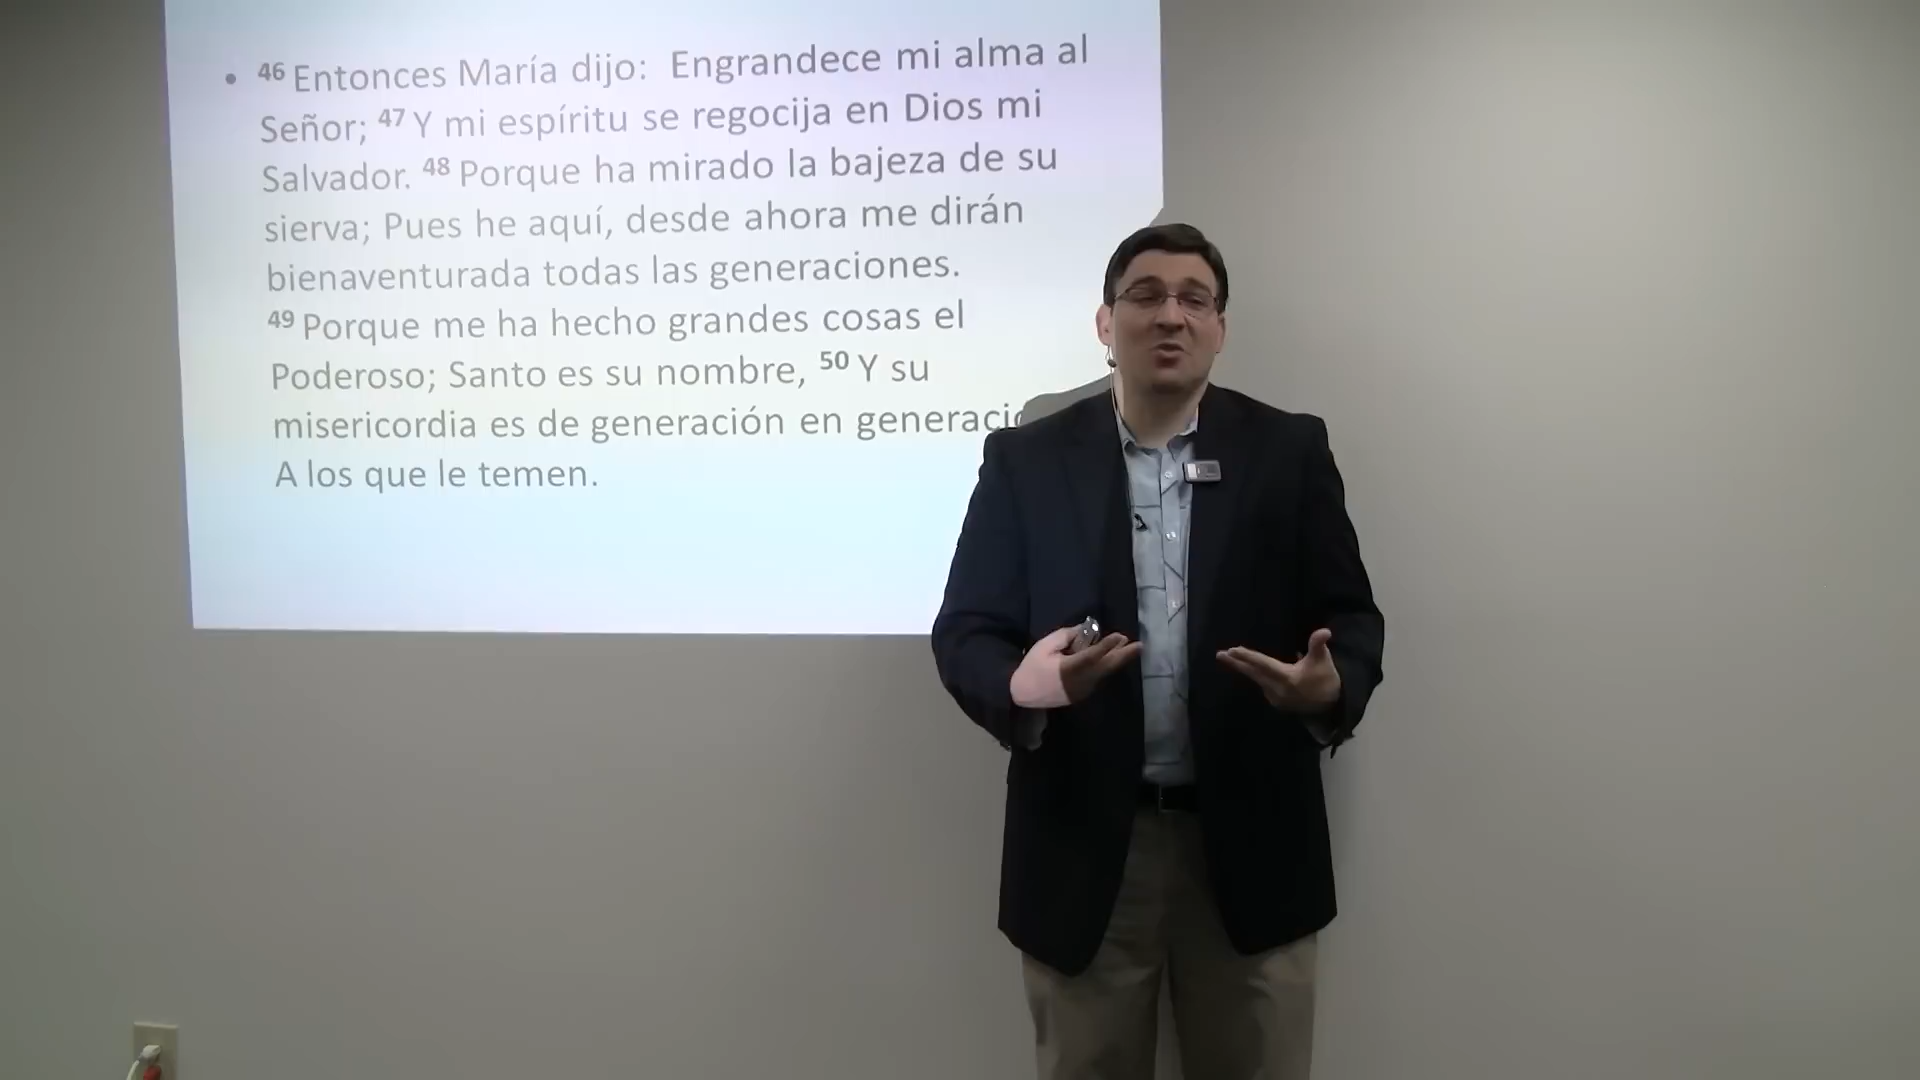 • 46 Entonces María dijo: Engrandece mi alma al
Señor; 47 Y mi espíritu se regocija en Dios mi
Salvador. 48 Porque ha mirado la bajeza de su
sierva; Pues he aquí, desde ahora me dirán
bienaventurada todas las generaciones.
49 Porque me ha hecho grandes cosas el
Poderoso; Santo es su nombre, 50 Y su
misericordia es de generación en
A los que le temen.